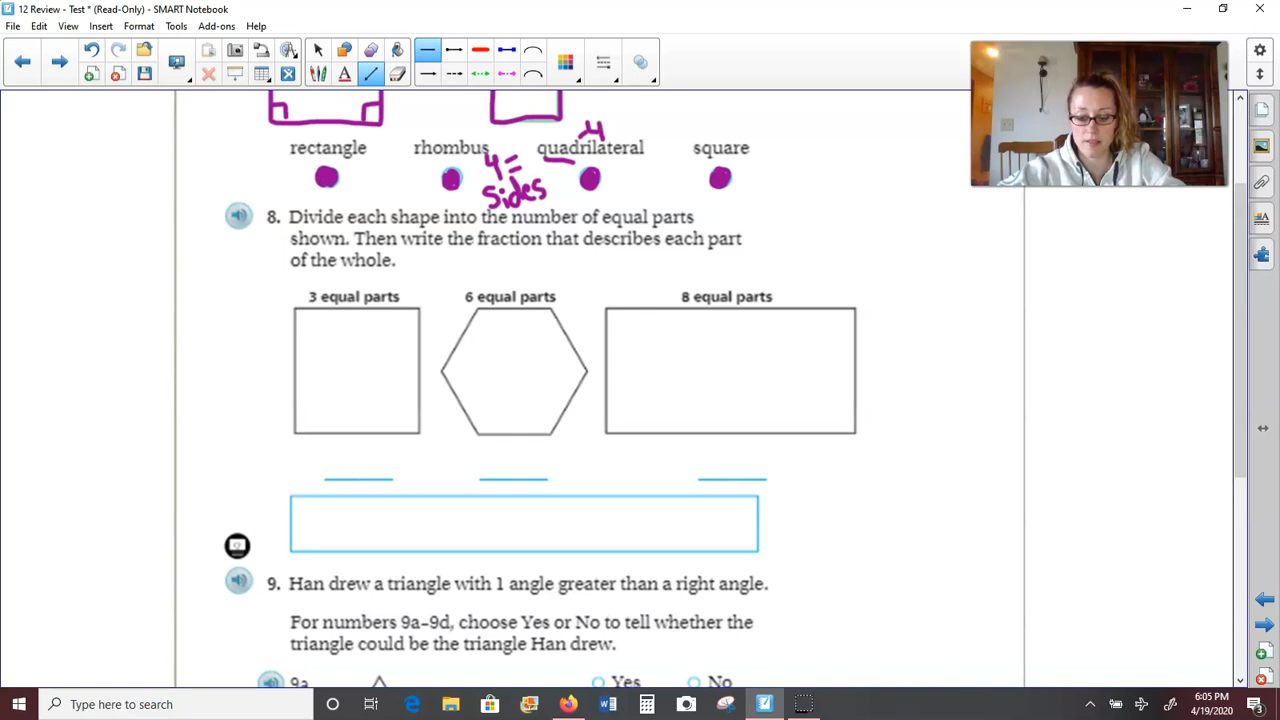 12 Review - Test * (Read-Only) - SMART Notebook
File Edit View Insert Format Tools Add-ons Help
4
rectangle rhombus quadrilateral square
4 =
sides
8. Divide each shape into the number of equal parts
shown. Then write the fraction that describes each part
of the whole.
3 equal parts 6 equal parts 8 equal parts
9. Han drew a triangle with 1 angle greater than a right angle.
For numbers 9a–9d, choose Yes or No to tell whether the
triangle could be the triangle Han drew.
9a Yes No
Type here to search
6:05 PM
4/19/2020
3